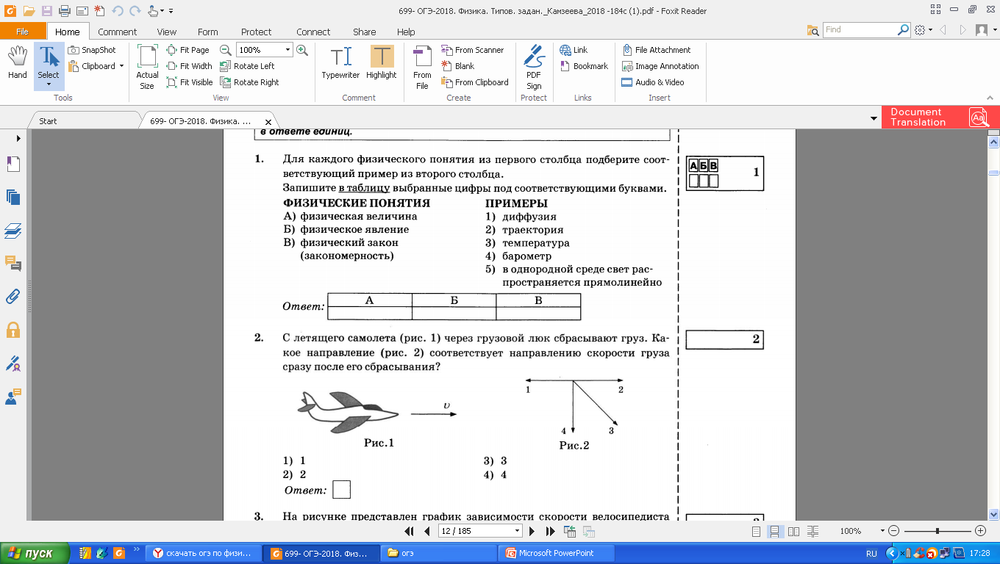 699- ОГЭ-2018. Физика. Типов. задан._Камзеева_2018 -184с (1).pdf - Foxit Reader
File Home Comment View Form Protect Connect Share Help Find
Hand
Select
SnapShot
Clipboard
Tools
Actual Size
Fit Page
Fit Width
Fit Visible
100%
Rotate Left
Rotate Right
View
Typewriter
Highlight
Comment
From File
From Scanner
Blank
From Clipboard
Create
PDF Sign
Protect
Link
Bookmark
Links
File Attachment
Image Annotation
Audio & Video
Insert
Start
699- ОГЭ-2018. Физика. ...
Document Translation
в ответе единиц.
1. Для каждого физического понятия из первого столбца подберите соот-
ветствующий пример из второго столбца.
Запишите в таблицу выбранные цифры под соответствующими буквами.
А Б В 1
ФИЗИЧЕСКИЕ ПОНЯТИЯ
А) физическая величина
Б) физическое явление
В) физический закон
(закономерность)
ПРИМЕРЫ
1) диффузия
2) траектория
3) температура
4) барометр
5) в однородной среде свет рас-
пространяется прямолинейно
Ответ:
А Б В
2. С летящего самолета (рис. 1) через грузовой люк сбрасывают груз. Ка-
кое направление (рис. 2) соответствует направлению скорости груза
сразу после его сбрасывания?
2
υ
Рис.1
1 2
4 3
Рис.2
1) 1
2) 2
3) 3
4) 4
Ответ:
3. На рисунке представлен график зависимости скорости велосипедиста
12 / 185
100%
пуск
скачать огэ по физи...
699- ОГЭ-2018. Физ...
огэ
Microsoft PowerPoint
RU
17:28